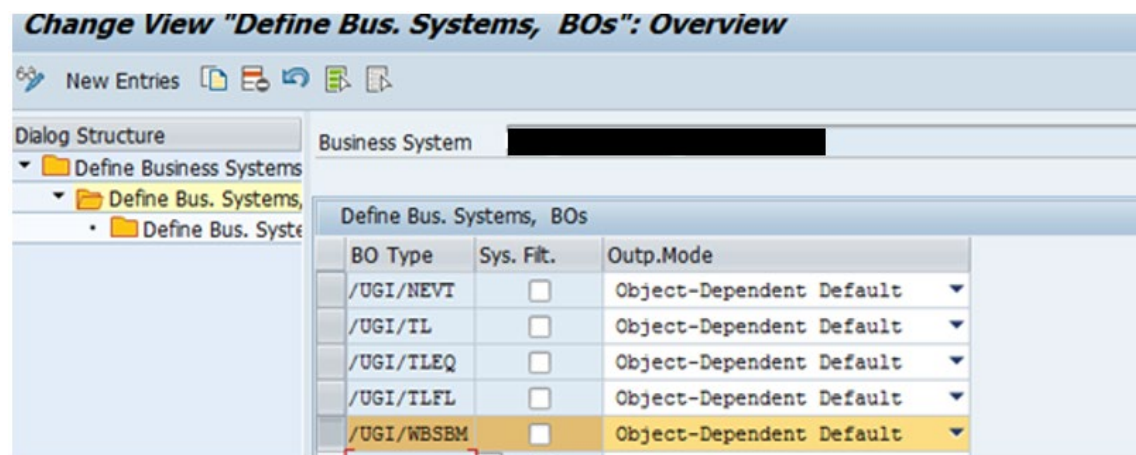 Change View "Define Bus. Systems, BOs": Overview
New Entries
Dialog Structure
Define Business Systems
Define Bus. Systems,
Define Bus. Syste
Business System
Define Bus. Systems, BOs
BO Type Sys. Filt. Outp.Mode
/UGI/NEVT Object-Dependent Default
/UGI/TL Object-Dependent Default
/UGI/TLEQ Object-Dependent Default
/UGI/TLFL Object-Dependent Default
/UGI/WBSBM Object-Dependent Default